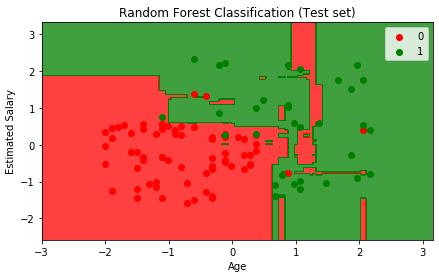 Random Forest Classification (Test set)
0
1
Estimated Salary
3
2
1
0
−1
−2
−3 −2 −1 0 1 2 3
Age